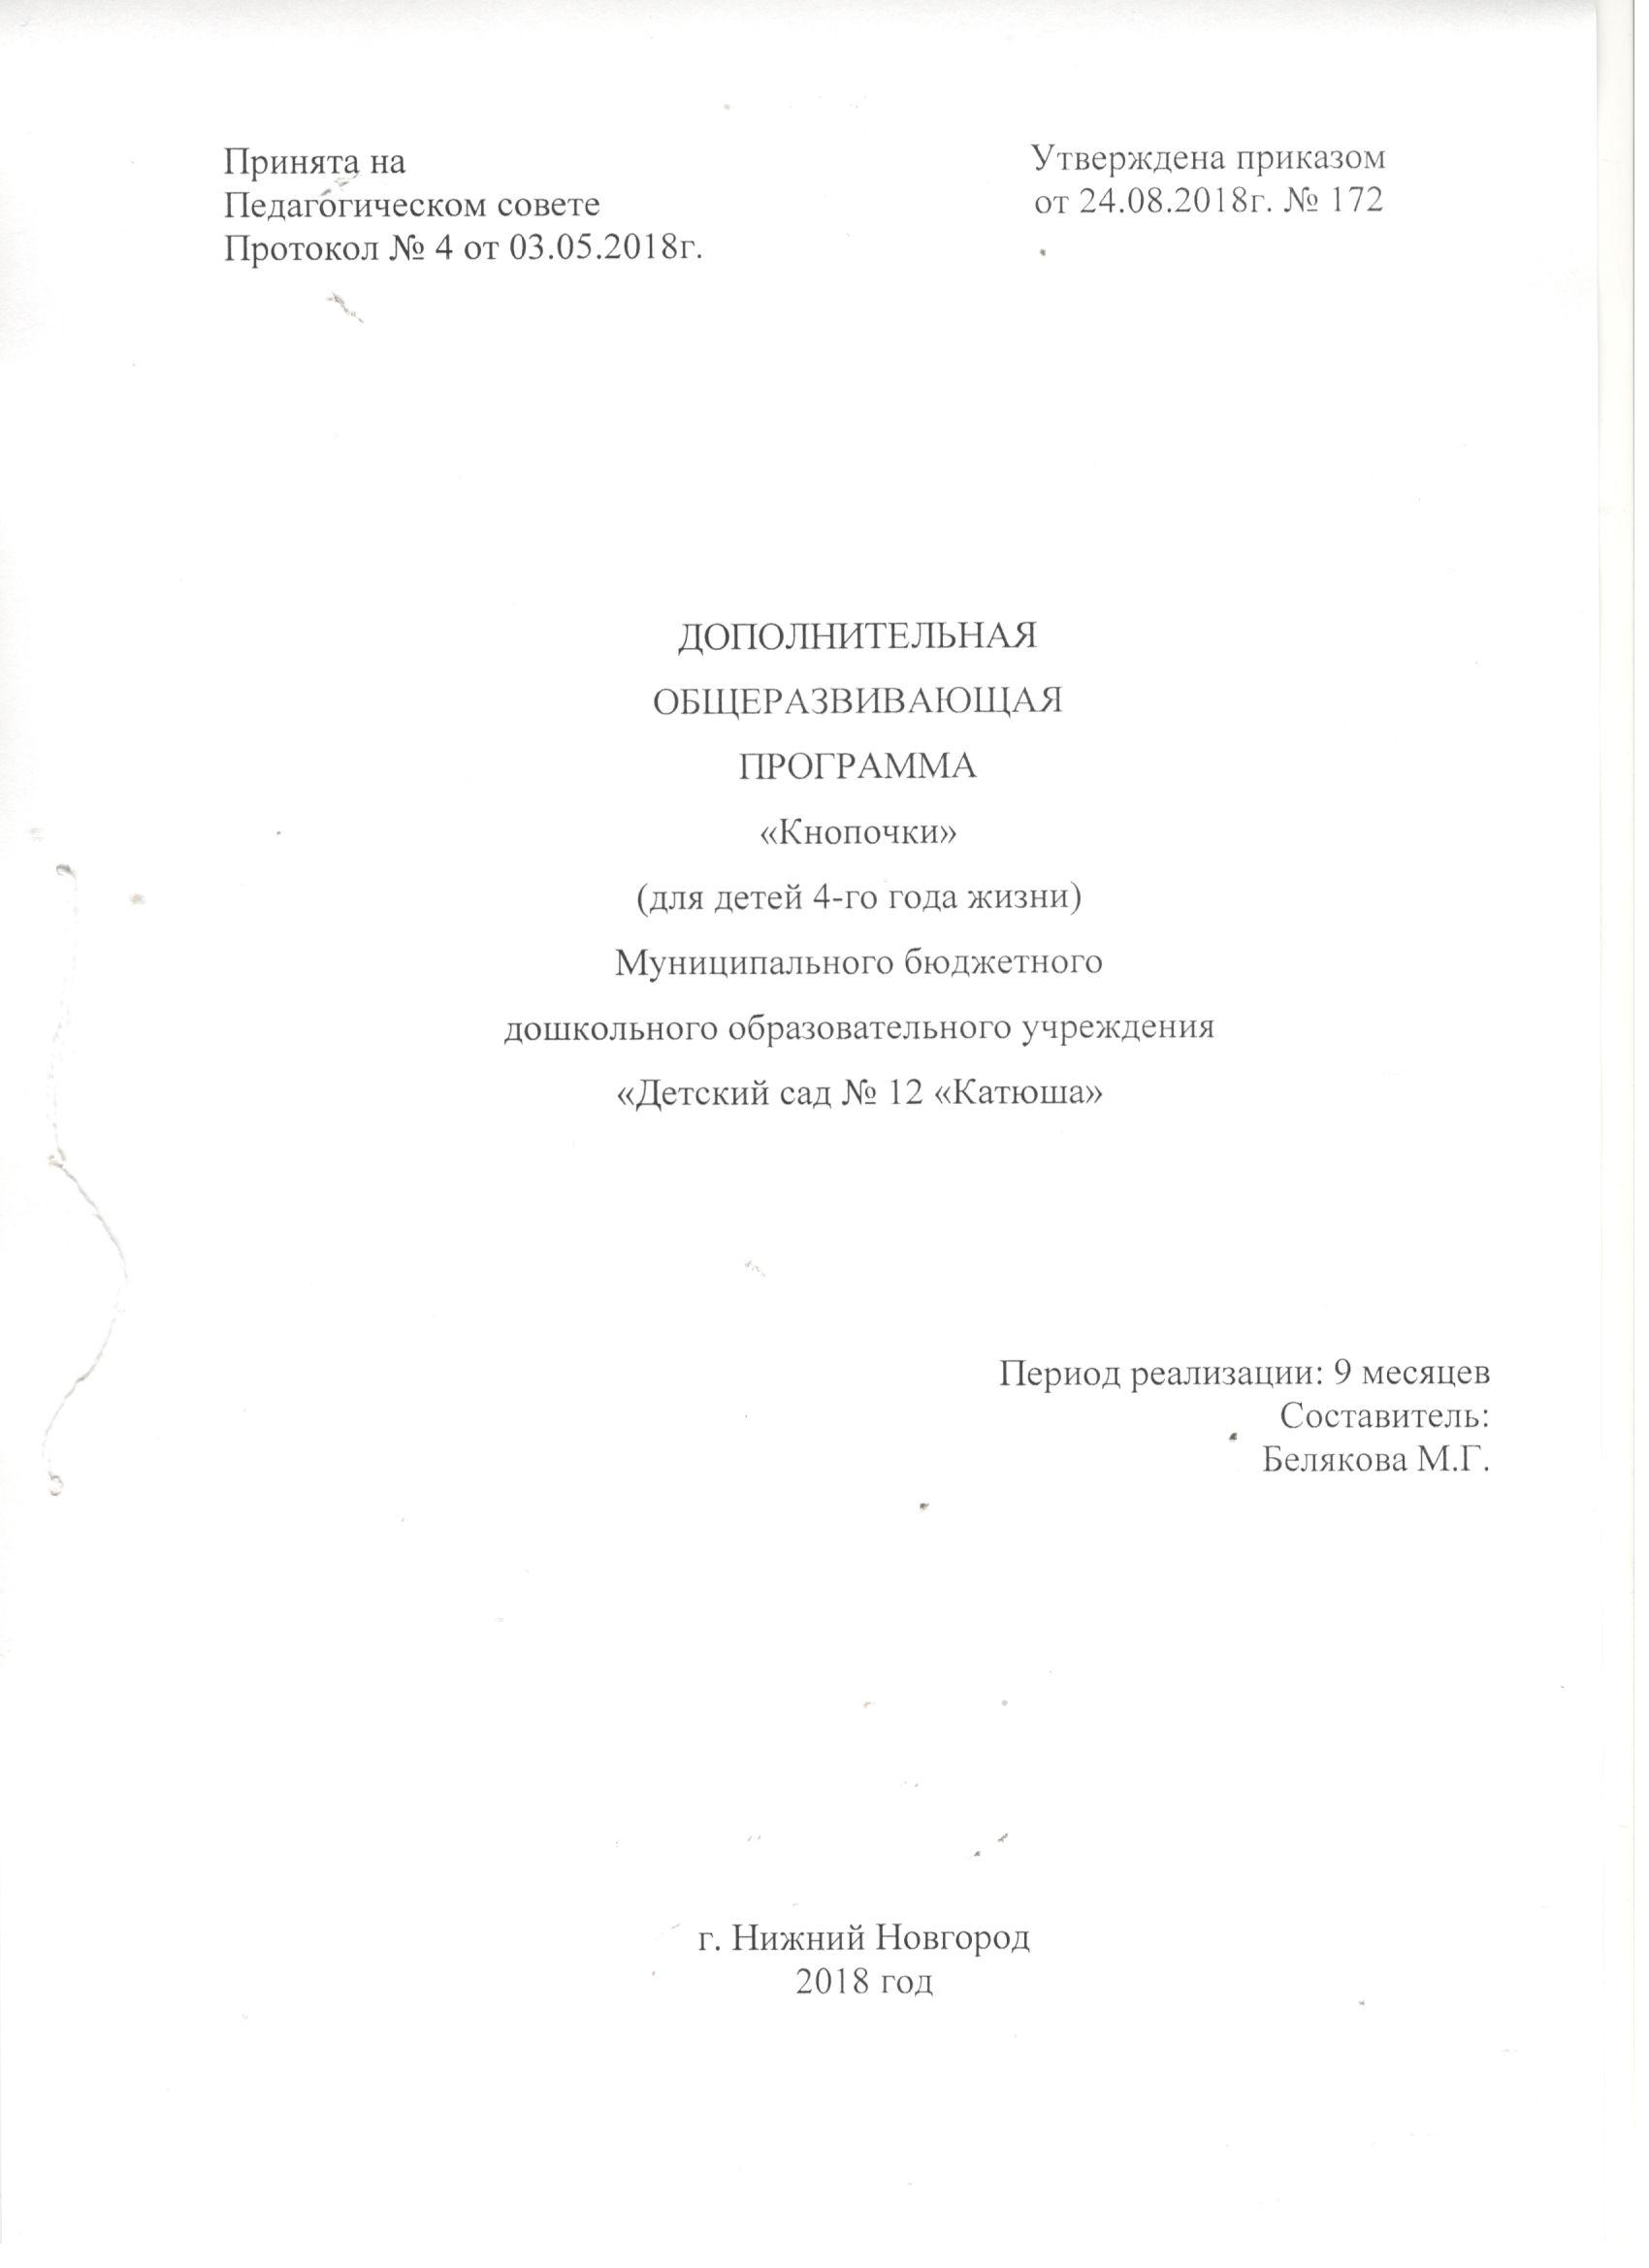 Принята на
Педагогическом совете
Протокол № 4 от 03.05.2018г.
Утверждена приказом
от 24.08.2018г. № 172
ДОПОЛНИТЕЛЬНАЯ
ОБЩЕРАЗВИВАЮЩАЯ
ПРОГРАММА
«Кнопочки»
(для детей 4-го года жизни)
Муниципального бюджетного
дошкольного образовательного учреждения
«Детский сад № 12 «Катюша»
Период реализации: 9 месяцев
Составитель:
Белякова М.Г.
г. Нижний Новгород
2018 год